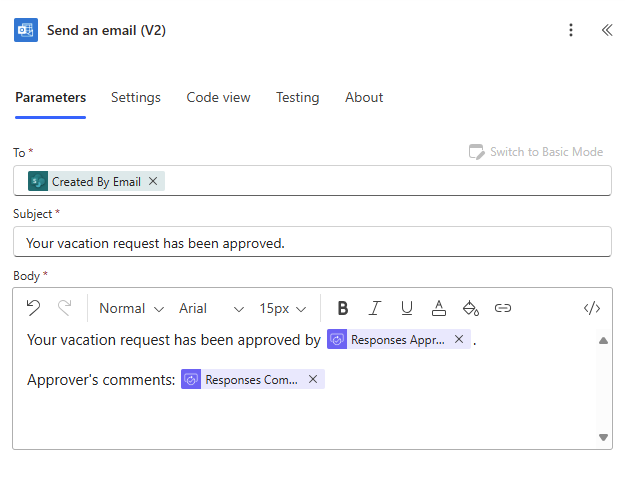 Send an email (V2)
Parameters Settings Code view Testing About
To * Switch to Basic Mode
Created By Email ×
Subject *
Your vacation request has been approved.
Body *
Normal Arial 15px B I U A </>
Your vacation request has been approved by Responses Appr... × .
Approver's comments: Responses Com... ×